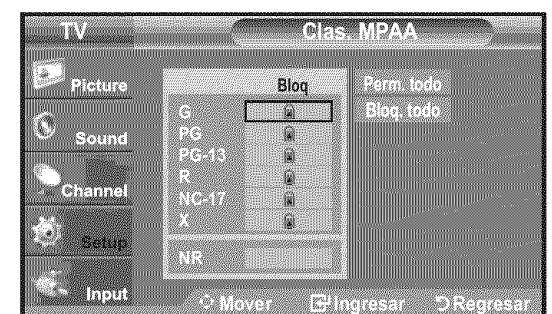 TV
Clas. MPAA
Picture
Sound
Channel
Setup
Input
Bloq
G
PG
PG-13
R
NC-17
X
NR
Perm. todo
Bloq. todo
Mover
Ingresar
Regresar